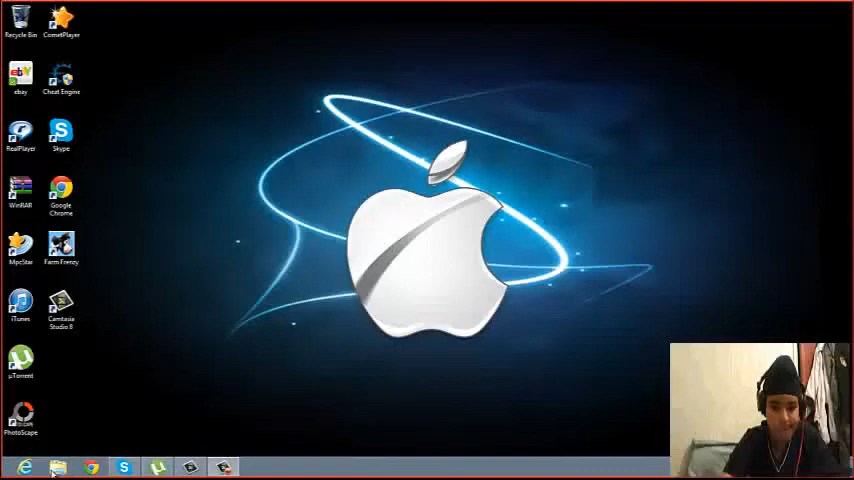 Recycle Bin
CometPlayer
ebay
ebay
Cheat Engine
RealPlayer
Skype
WinRAR
Google
Chrome
MpcStar
Farm Frenzy
iTunes
Camtasia
Studio 8
µTorrent
PhotoScape